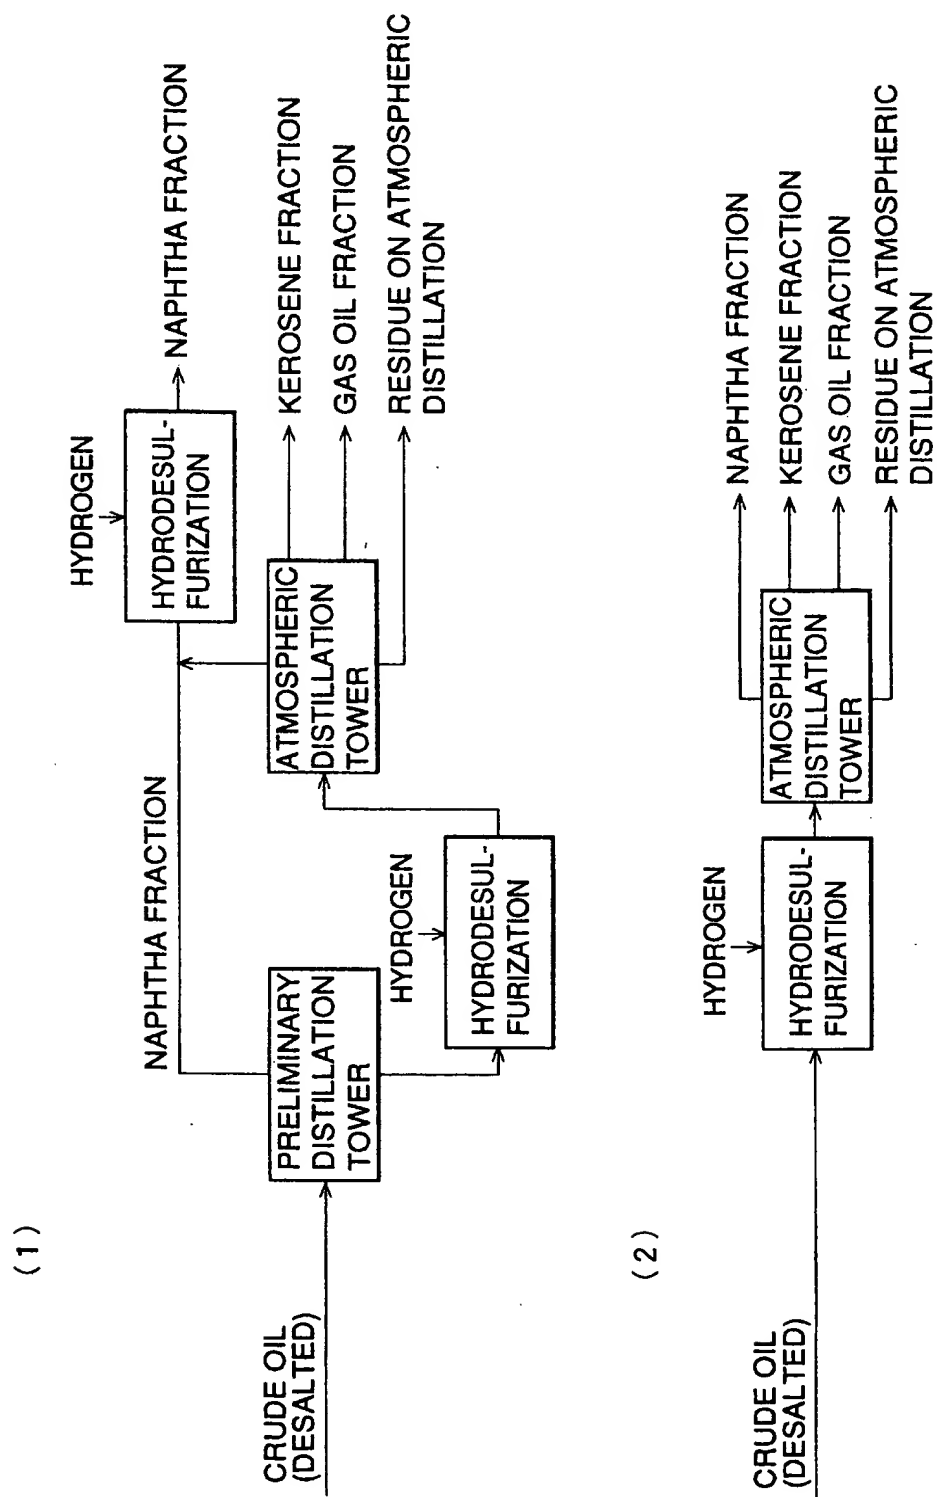 (1)
CRUDE OIL
(DESALTED)
PRELIMINARY
DISTILLATION
TOWER
NAPHTHA FRACTION
HYDROGEN
HYDRODESUL-
FURIZATION
ATMOSPHERIC
DISTILLATION
TOWER
HYDROGEN
HYDRODESUL-
FURIZATION
NAPHTHA FRACTION
KEROSENE FRACTION
GAS OIL FRACTION
RESIDUE ON ATMOSPHERIC
DISTILLATION
(2)
CRUDE OIL
(DESALTED)
HYDROGEN
HYDRODESUL-
FURIZATION
ATMOSPHERIC
DISTILLATION
TOWER
NAPHTHA FRACTION
KEROSENE FRACTION
GAS OIL FRACTION
RESIDUE ON ATMOSPHERIC
DISTILLATION